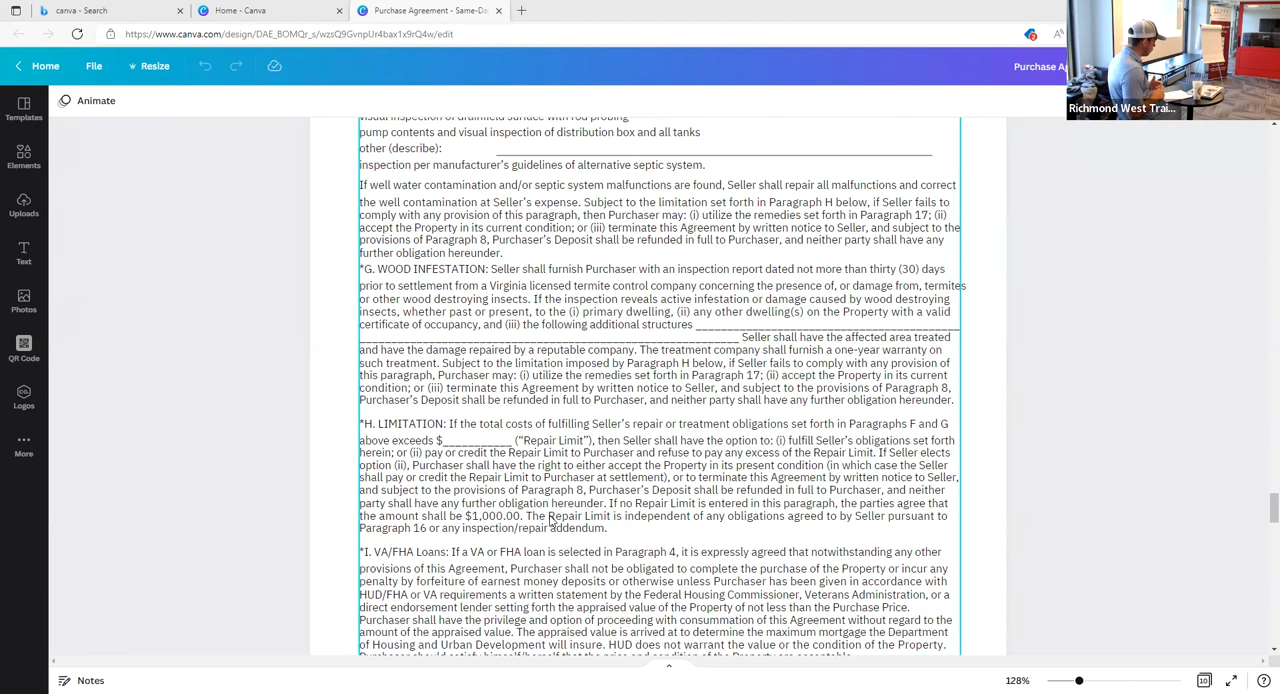 canva - Search
Home - Canva
Purchase Agreement - Same-Da
https://www.canva.com/design/DAE_BOMQr_s/wzsQ9GvnpUr4bax1x9rQ4w/edit
2
Home
File
Resize
Purchase Ag
Richmond West Trai...
Templates
Elements
Uploads
Text
Photos
QR Code
Logos
More
Animate
visual inspection of drainfield surface with rod probing
pump contents and visual inspection of distribution box and all tanks
other (describe): ____________________
inspection per manufacturer's guidelines of alternative septic system.
If well water contamination and/or septic system malfunctions are found, Seller shall repair all malfunctions and correct
the well contamination at Seller's expense. Subject to the limitation set forth in Paragraph H below, if Seller fails to
comply with any provision of this paragraph, then Purchaser may: (i) utilize the remedies set forth in Paragraph 17; (ii)
accept the Property in its current condition; or (iii) terminate this Agreement by written notice to Seller, and subject to the
provisions of Paragraph 8, Purchaser's Deposit shall be refunded in full to Purchaser, and neither party shall have any
further obligation hereunder.
*G. WOOD INFESTATION: Seller shall furnish Purchaser with an inspection report dated not more than thirty (30) days
prior to settlement from a Virginia licensed termite control company concerning the presence of, or damage from, termites
or other wood destroying insects. If the inspection reveals active infestation or damage caused by wood destroying
insects, whether past or present, to the (i) primary dwelling, (ii) any other dwelling(s) on the Property with a valid
certificate of occupancy, and (iii) the following additional structures ____________________
____________________ Seller shall have the affected area treated
and have the damage repaired by a reputable company. The treatment company shall furnish a one-year warranty on
such treatment. Subject to the limitation imposed by Paragraph H below, if Seller fails to comply with any provision of
this paragraph, Purchaser may: (i) utilize the remedies set forth in Paragraph 17; (ii) accept the Property in its current
condition; or (iii) terminate this Agreement by written notice to Seller, and subject to the provisions of Paragraph 8,
Purchaser's Deposit shall be refunded in full to Purchaser, and neither party shall have any further obligation hereunder.
*H. LIMITATION: If the total costs of fulfilling Seller's repair or treatment obligations set forth in Paragraphs F and G
above exceeds $___________ ("Repair Limit"), then Seller shall have the option to: (i) fulfill Seller's obligations set forth
herein; or (ii) pay or credit the Repair Limit to Purchaser and refuse to pay any excess of the Repair Limit. If Seller elects
option (ii), Purchaser shall have the right to either accept the Property in its present condition (in which case the Seller
shall pay or credit the Repair Limit to Purchaser at settlement), or to terminate this Agreement by written notice to Seller,
and subject to the provisions of Paragraph 8, Purchaser's Deposit shall be refunded in full to Purchaser, and neither
party shall have any further obligation hereunder. If no Repair Limit is entered in this paragraph, the parties agree that
the amount shall be $1,000.00. The Repair Limit is independent of any obligations agreed to by Seller pursuant to
Paragraph 16 or any inspection/repair addendum.
*I. VA/FHA Loans: If a VA or FHA loan is selected in Paragraph 4, it is expressly agreed that notwithstanding any other
provisions of this Agreement, Purchaser shall not be obligated to complete the purchase of the Property or incur any
penalty by forfeiture of earnest money deposits or otherwise unless Purchaser has been given in accordance with
HUD/FHA or VA requirements a written statement by the Federal Housing Commissioner, Veterans Administration, or a
direct endorsement lender setting forth the appraised value of the Property of not less than the Purchase Price.
Purchaser shall have the privilege and option of proceeding with consummation of this Agreement without regard to the
amount of the appraised value. The appraised value is arrived at to determine the maximum mortgage the Department
of Housing and Urban Development will insure. HUD does not warrant the value or the condition of the Property.
Purchaser should satisfy himself/herself that the price and condition of the Property are acceptable.
Notes
128%
10